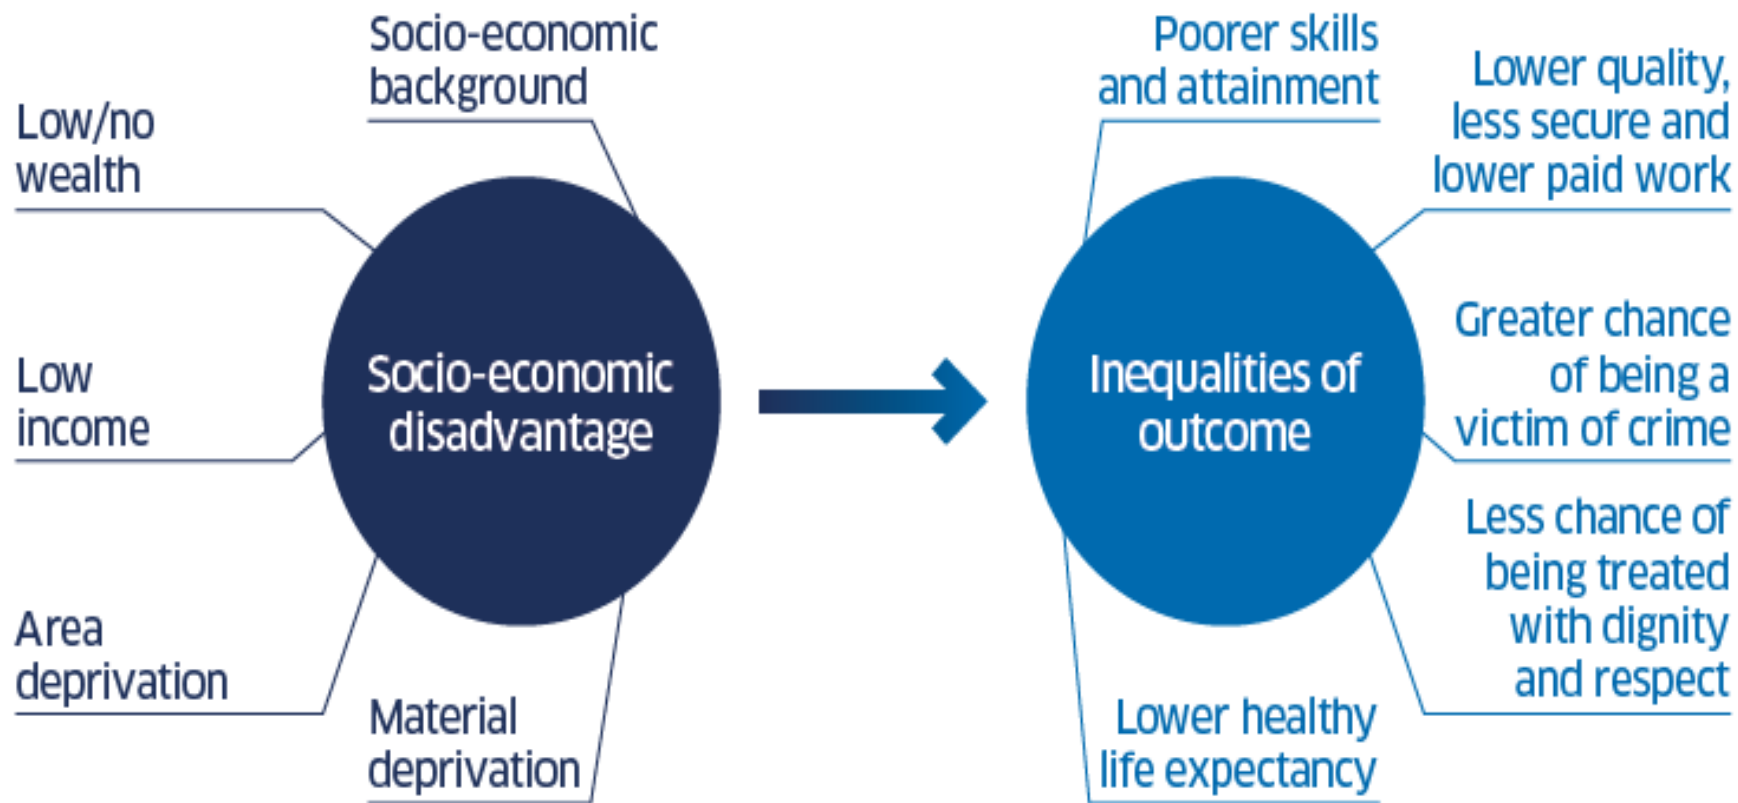 Socio-economic
background
Low/no
wealth
Low
income
Area
deprivation
Material
deprivation
Socio-economic
disadvantage
Inequalities of
outcome
Poorer skills
and attainment
Lower quality,
less secure and
lower paid work
Greater chance
of being a
victim of crime
Less chance of
being treated
with dignity
and respect
Lower healthy
life expectancy